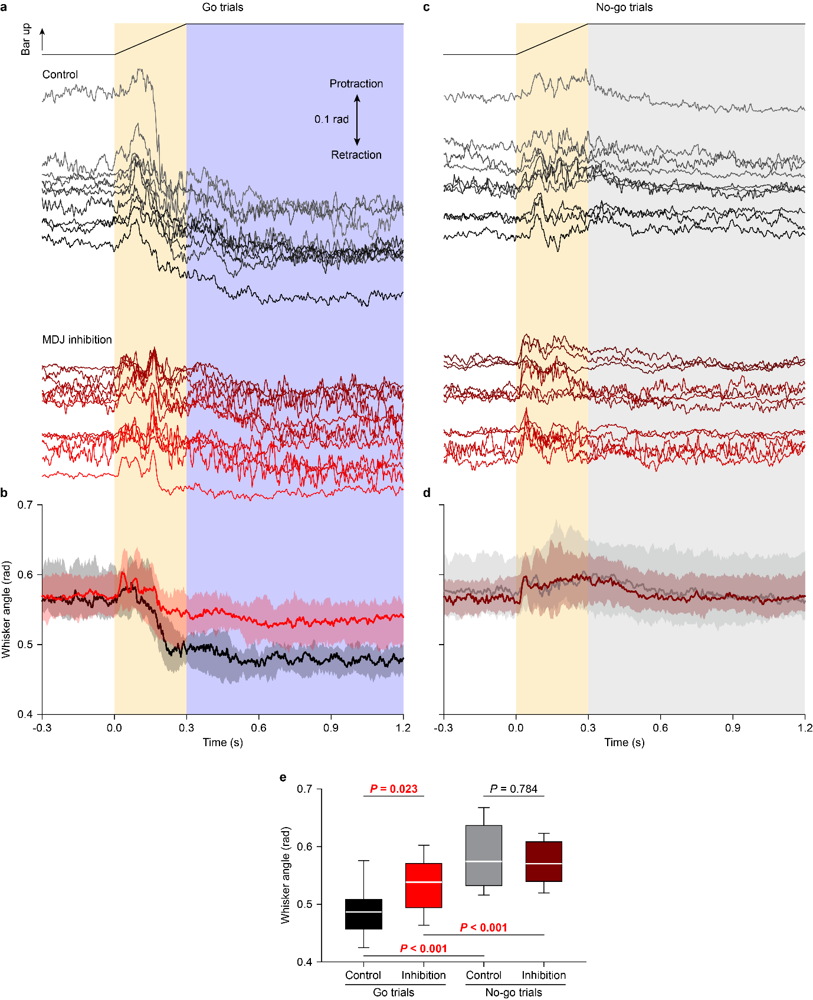 a
Go trials
c
No-go trials
Bar up
Control
Protraction
0.1 rad
Retraction
MDJ inhibition
b
d
0.7
0.6
0.5
0.4
Whisker angle (rad)
-0.3 0.0 0.3 0.6 0.9 1.2
Time (s)
-0.3 0.0 0.3 0.6 0.9 1.2
Time (s)
e
0.7
0.6
0.5
0.4
Whisker angle (rad)
P = 0.023
P = 0.784
P < 0.001
P < 0.001
Control Inhibition Control Inhibition
Go trials No-go trials